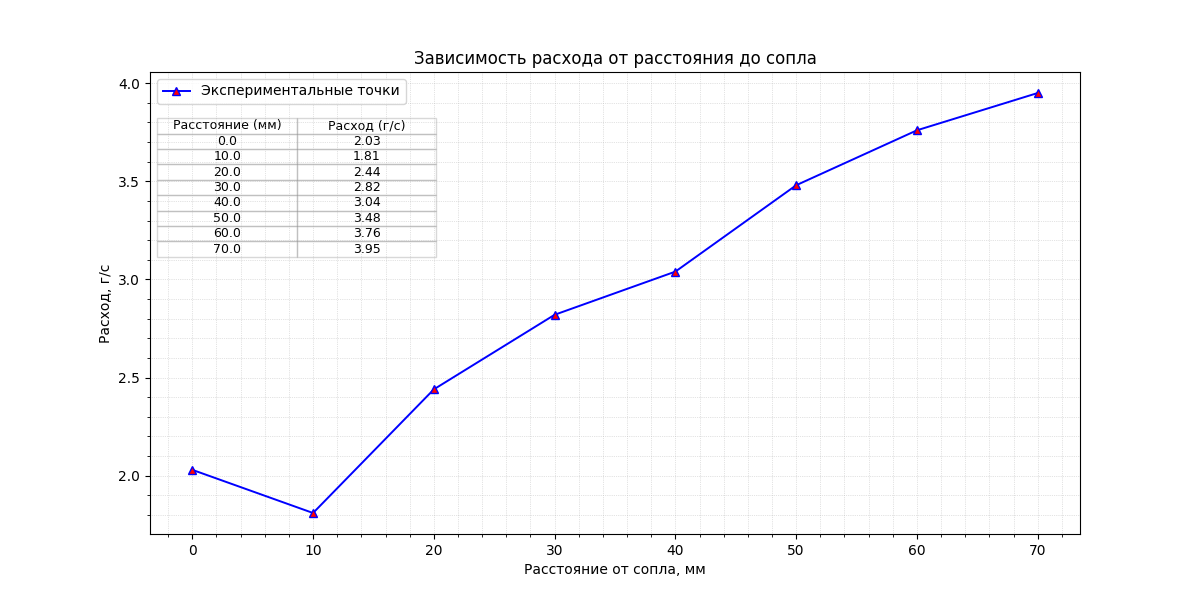 Зависимость расхода от расстояния до сопла
Экспериментальные точки
Расстояние (мм) Расход (г/с)
0.0 2.03
10.0 1.81
20.0 2.44
30.0 2.82
40.0 3.04
50.0 3.48
60.0 3.76
70.0 3.95
Расход, г/с
4.0
3.5
3.0
2.5
2.0
0 10 20 30 40 50 60 70
Расстояние от сопла, мм